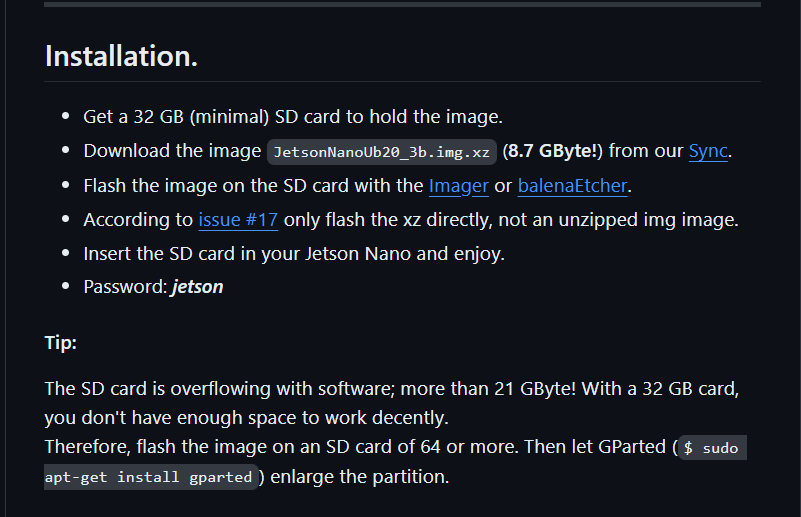 Installation.
Get a 32 GB (minimal) SD card to hold the image.
Download the image JetsonNanoUb20_3b.img.xz (8.7 GByte!) from our Sync.
Flash the image on the SD card with the Imager or balenaEtcher.
According to issue #17 only flash the xz directly, not an unzipped img image.
Insert the SD card in your Jetson Nano and enjoy.
Password: jetson
Tip:
The SD card is overflowing with software; more than 21 GByte! With a 32 GB card,
you don't have enough space to work decently.
Therefore, flash the image on an SD card of 64 or more. Then let GParted ( $ sudo
apt-get install gparted ) enlarge the partition.